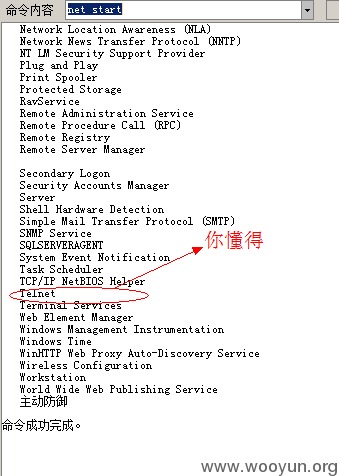 命令内容 net start
Network Location Awareness (NLA)
Network News Transfer Protocol (NNTP)
NT LM Security Support Provider
Plug and Play
Print Spooler
Protected Storage
RavService
Remote Administration Service
Remote Procedure Call (RPC)
Remote Registry
Remote Server Manager
Secondary Logon
Security Accounts Manager
Server
Shell Hardware Detection
Simple Mail Transfer Protocol (SMTP)
SNMP Service
你懂得
SQLSERVERAGENT
System Event Notification
Task Scheduler
TCP/IP NetBIOS Helper
Telnet
Terminal Services
Web Element Manager
Windows Management Instrumentation
Windows Time
WinHTTP Web Proxy Auto-Discovery Service
Wireless Configuration
Workstation
World Wide Web Publishing Service
主动防御
命令成功完成。
www.wooyun.org